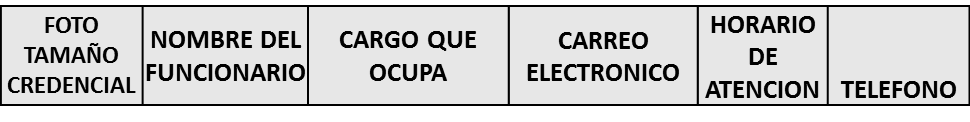 FOTO
TAMAÑO
CREDENCIAL
NOMBRE DEL
FUNCIONARIO
CARGO QUE
OCUPA
CARREO
ELECTRONICO
HORARIO
DE
ATENCION
TELEFONO